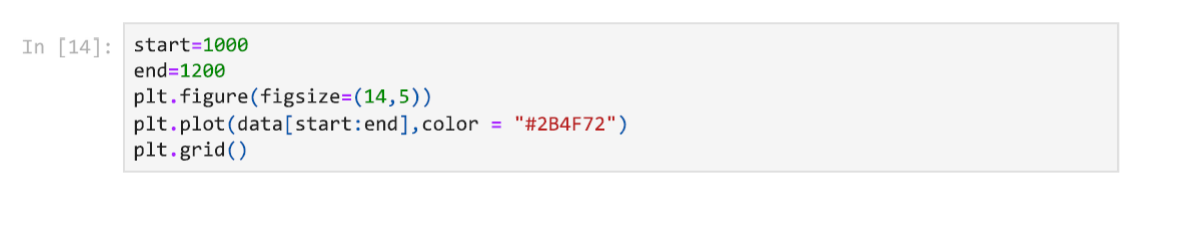 In [14]:
start=1000
end=1200
plt.figure(figsize=(14,5))
plt.plot(data[start:end],color = "#2B4F72")
plt.grid()